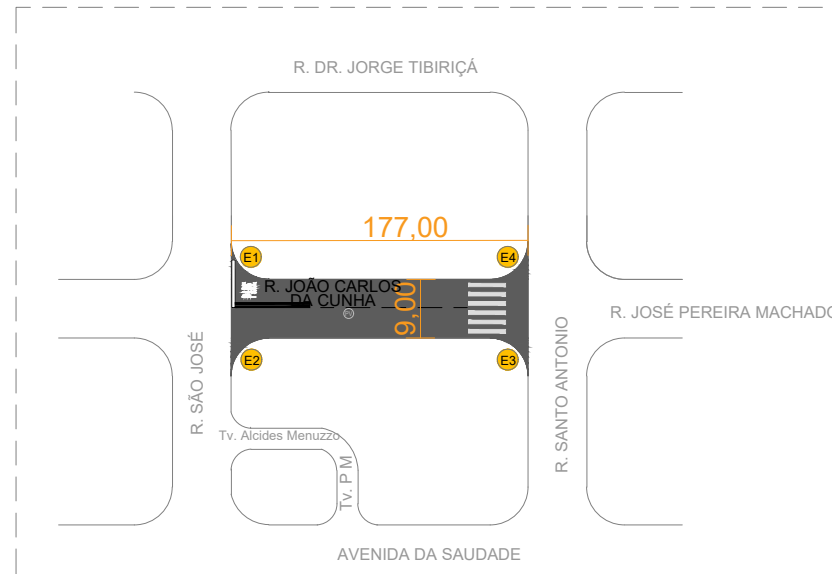 R. DR. JORGE TIBIRIÇÁ
177,00
E1
E4
R. JOÃO CARLOS
DA CUNHA
9,00
R. JOSÉ PEREIRA MACHADO
E2
E3
R. SÃO JOSÉ
R. SANTO ANTONIO
Tv. Alcides Menuzzo
Tv. P M
AVENIDA DA SAUDADE